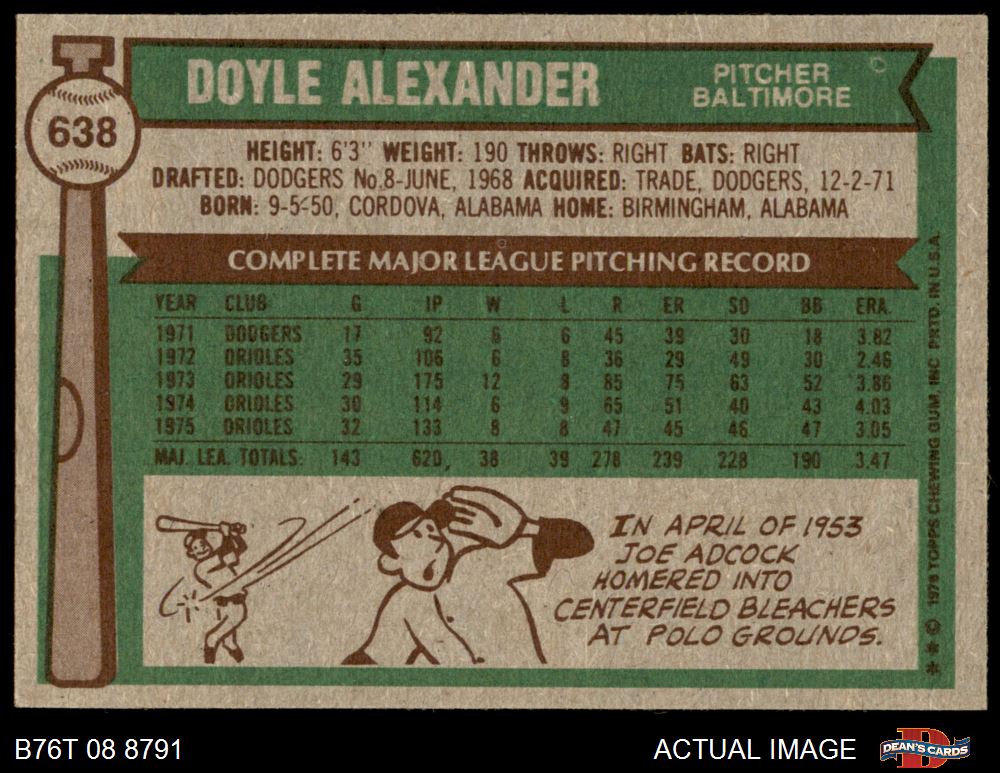 638
DOYLE ALEXANDER
PITCHER
BALTIMORE
HEIGHT: 6'3" WEIGHT: 190 THROWS: RIGHT BATS: RIGHT
DRAFTED: DODGERS No.8-JUNE, 1968 ACQUIRED: TRADE, DODGERS, 12-2-71
BORN: 9-5-50, CORDOVA, ALABAMA HOME: BIRMINGHAM, ALABAMA
COMPLETE MAJOR LEAGUE PITCHING RECORD
YEAR CLUB G IP W L R ER SO BB ERA.
1971 DODGERS 17 92 6 6 45 39 30 18 3.82
1972 ORIOLES 35 106 6 8 36 29 49 30 2.46
1973 ORIOLES 29 175 12 8 85 75 63 52 3.86
1974 ORIOLES 30 114 6 9 65 51 40 43 4.03
1975 ORIOLES 32 133 8 8 47 45 46 47 3.05
MAJ. LEA. TOTALS: 143 620 38 39 278 239 228 190 3.47
IN APRIL OF 1953
JOE ADCOCK
HOMERED INTO
CENTERFIELD BLEACHERS
AT POLO GROUNDS.
** © 1976 TOPPS CHEWING GUM, INC PRTD. IN U.S.A.
B76T 08 8791
ACTUAL IMAGE
DEAN'S CARDS